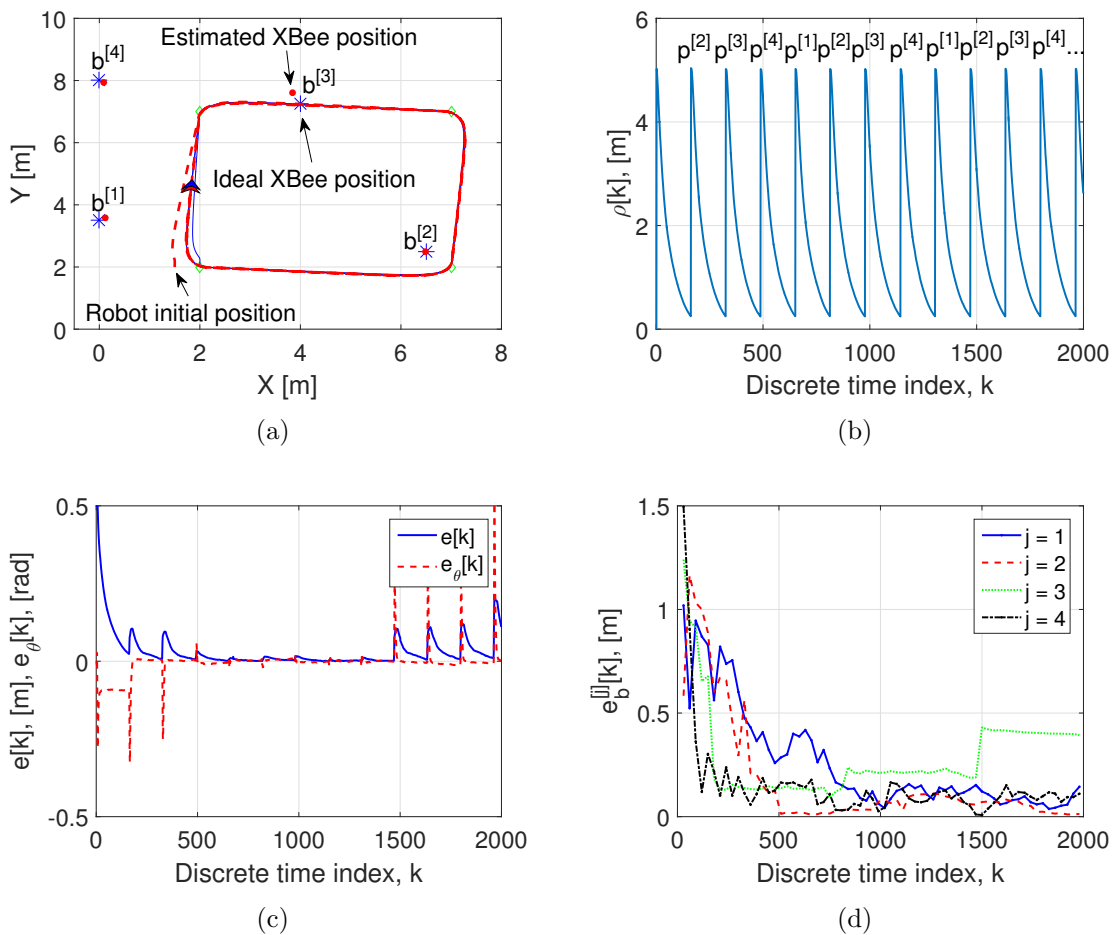 Estimated XBee position
b[4]
b[3]
Ideal XBee position
b[1]
b[2]
Robot initial position
10
8
6
4
2
0
0 2 4 6 8
Y [m]
X [m]
(a)
p[2] p[3] p[4] p[1] p[2] p[3] p[4] p[1] p[2] p[3] p[4]...
6
4
2
0
0 500 1000 1500 2000
ρ[k], [m]
Discrete time index, k
(b)
0.5
0
-0.5
0 500 1000 1500 2000
e[k]
eθ[k]
e[k], [m] eθ[k], [rad]
Discrete time index, k
(c)
1.5
1
0.5
0
0 500 1000 1500 2000
j = 1
j = 2
j = 3
j = 4
eb[j][k], [m]
Discrete time index, k
(d)